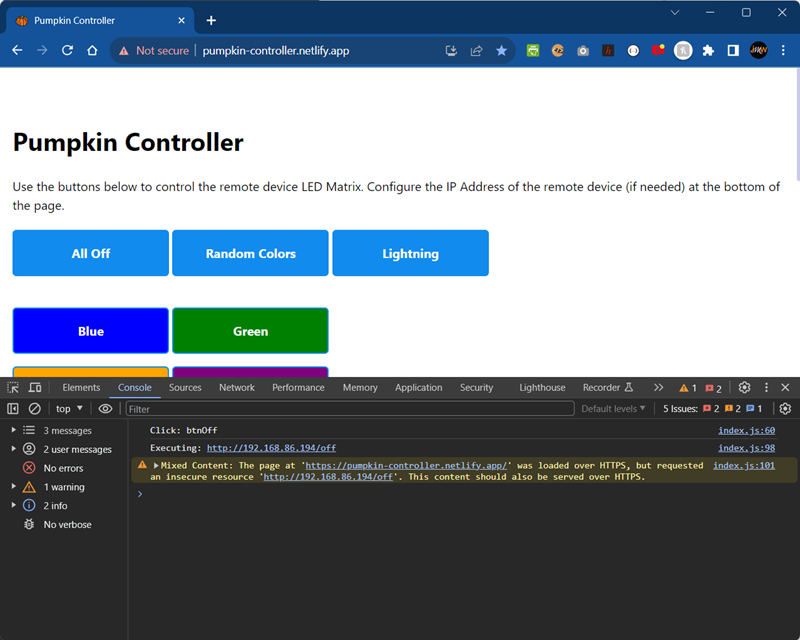 Pumpkin Controller
Not secure
pumpkin-controller.netlify.app
Pumpkin Controller
Use the buttons below to control the remote device LED Matrix. Configure the IP Address of the remote device (if needed) at the bottom of
the page.
All Off Random Colors Lightning
Blue Green
Elements Console Sources Network Performance Memory Application Security Lighthouse Recorder 1 2
top Filter Default levels 5 Issues: 2 2 1
3 messages
2 user messages
No errors
1 warning
2 info
No verbose
Click: btnOff index.js:60
Executing: http://192.168.86.194/off index.js:98
Mixed Content: The page at 'https://pumpkin-controller.netlify.app/' was loaded over HTTPS, but requested index.js:101
an insecure resource 'http://192.168.86.194/off'. This content should also be served over HTTPS.